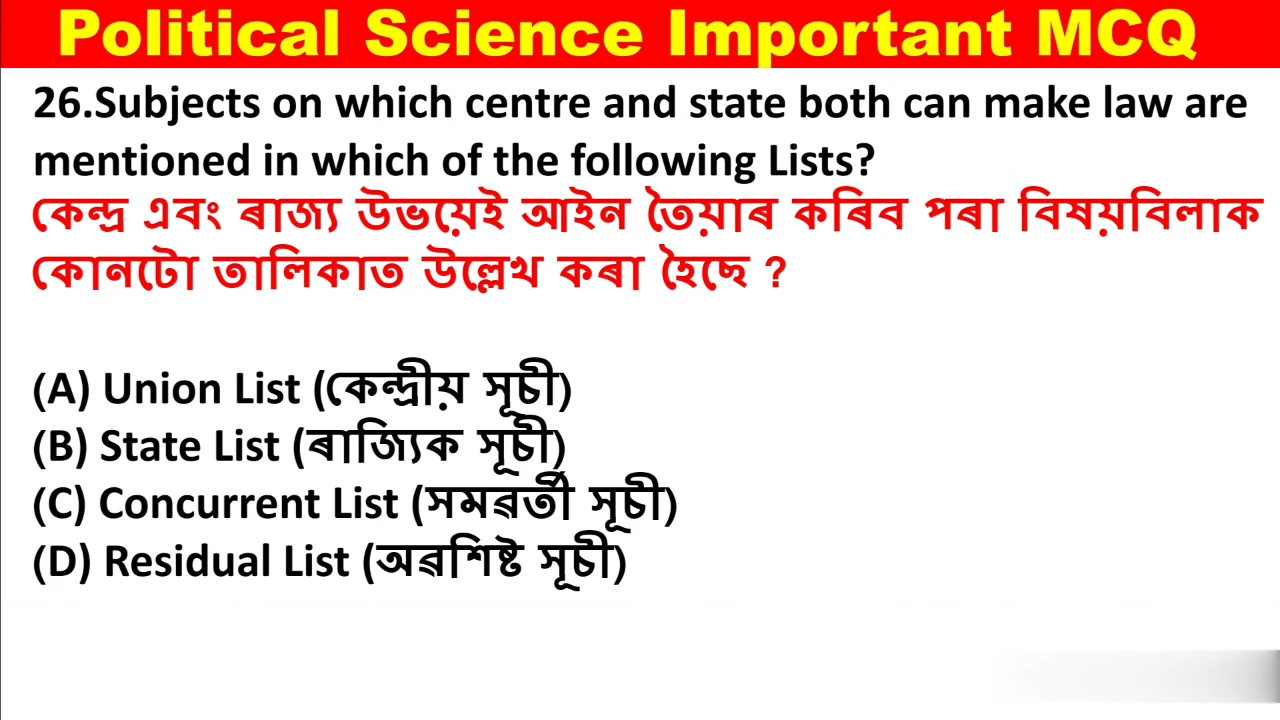 Political Science Important MCQ
26.Subjects on which centre and state both can make law are
mentioned in which of the following Lists?
কেন্দ্ৰ এবং ৰাজ্য উভয়েই আইন তৈয়াৰ কৰিব পৰা বিষয়বিলাক
কোনটো তালিকাত উল্লেখ কৰা হৈছে ?
(A) Union List (কেন্দ্ৰীয় সূচী)
(B) State List (ৰাজ্যিক সূচী)
(C) Concurrent List (সমৱৰ্তী সূচী)
(D) Residual List (অৱশিষ্ট সূচী)